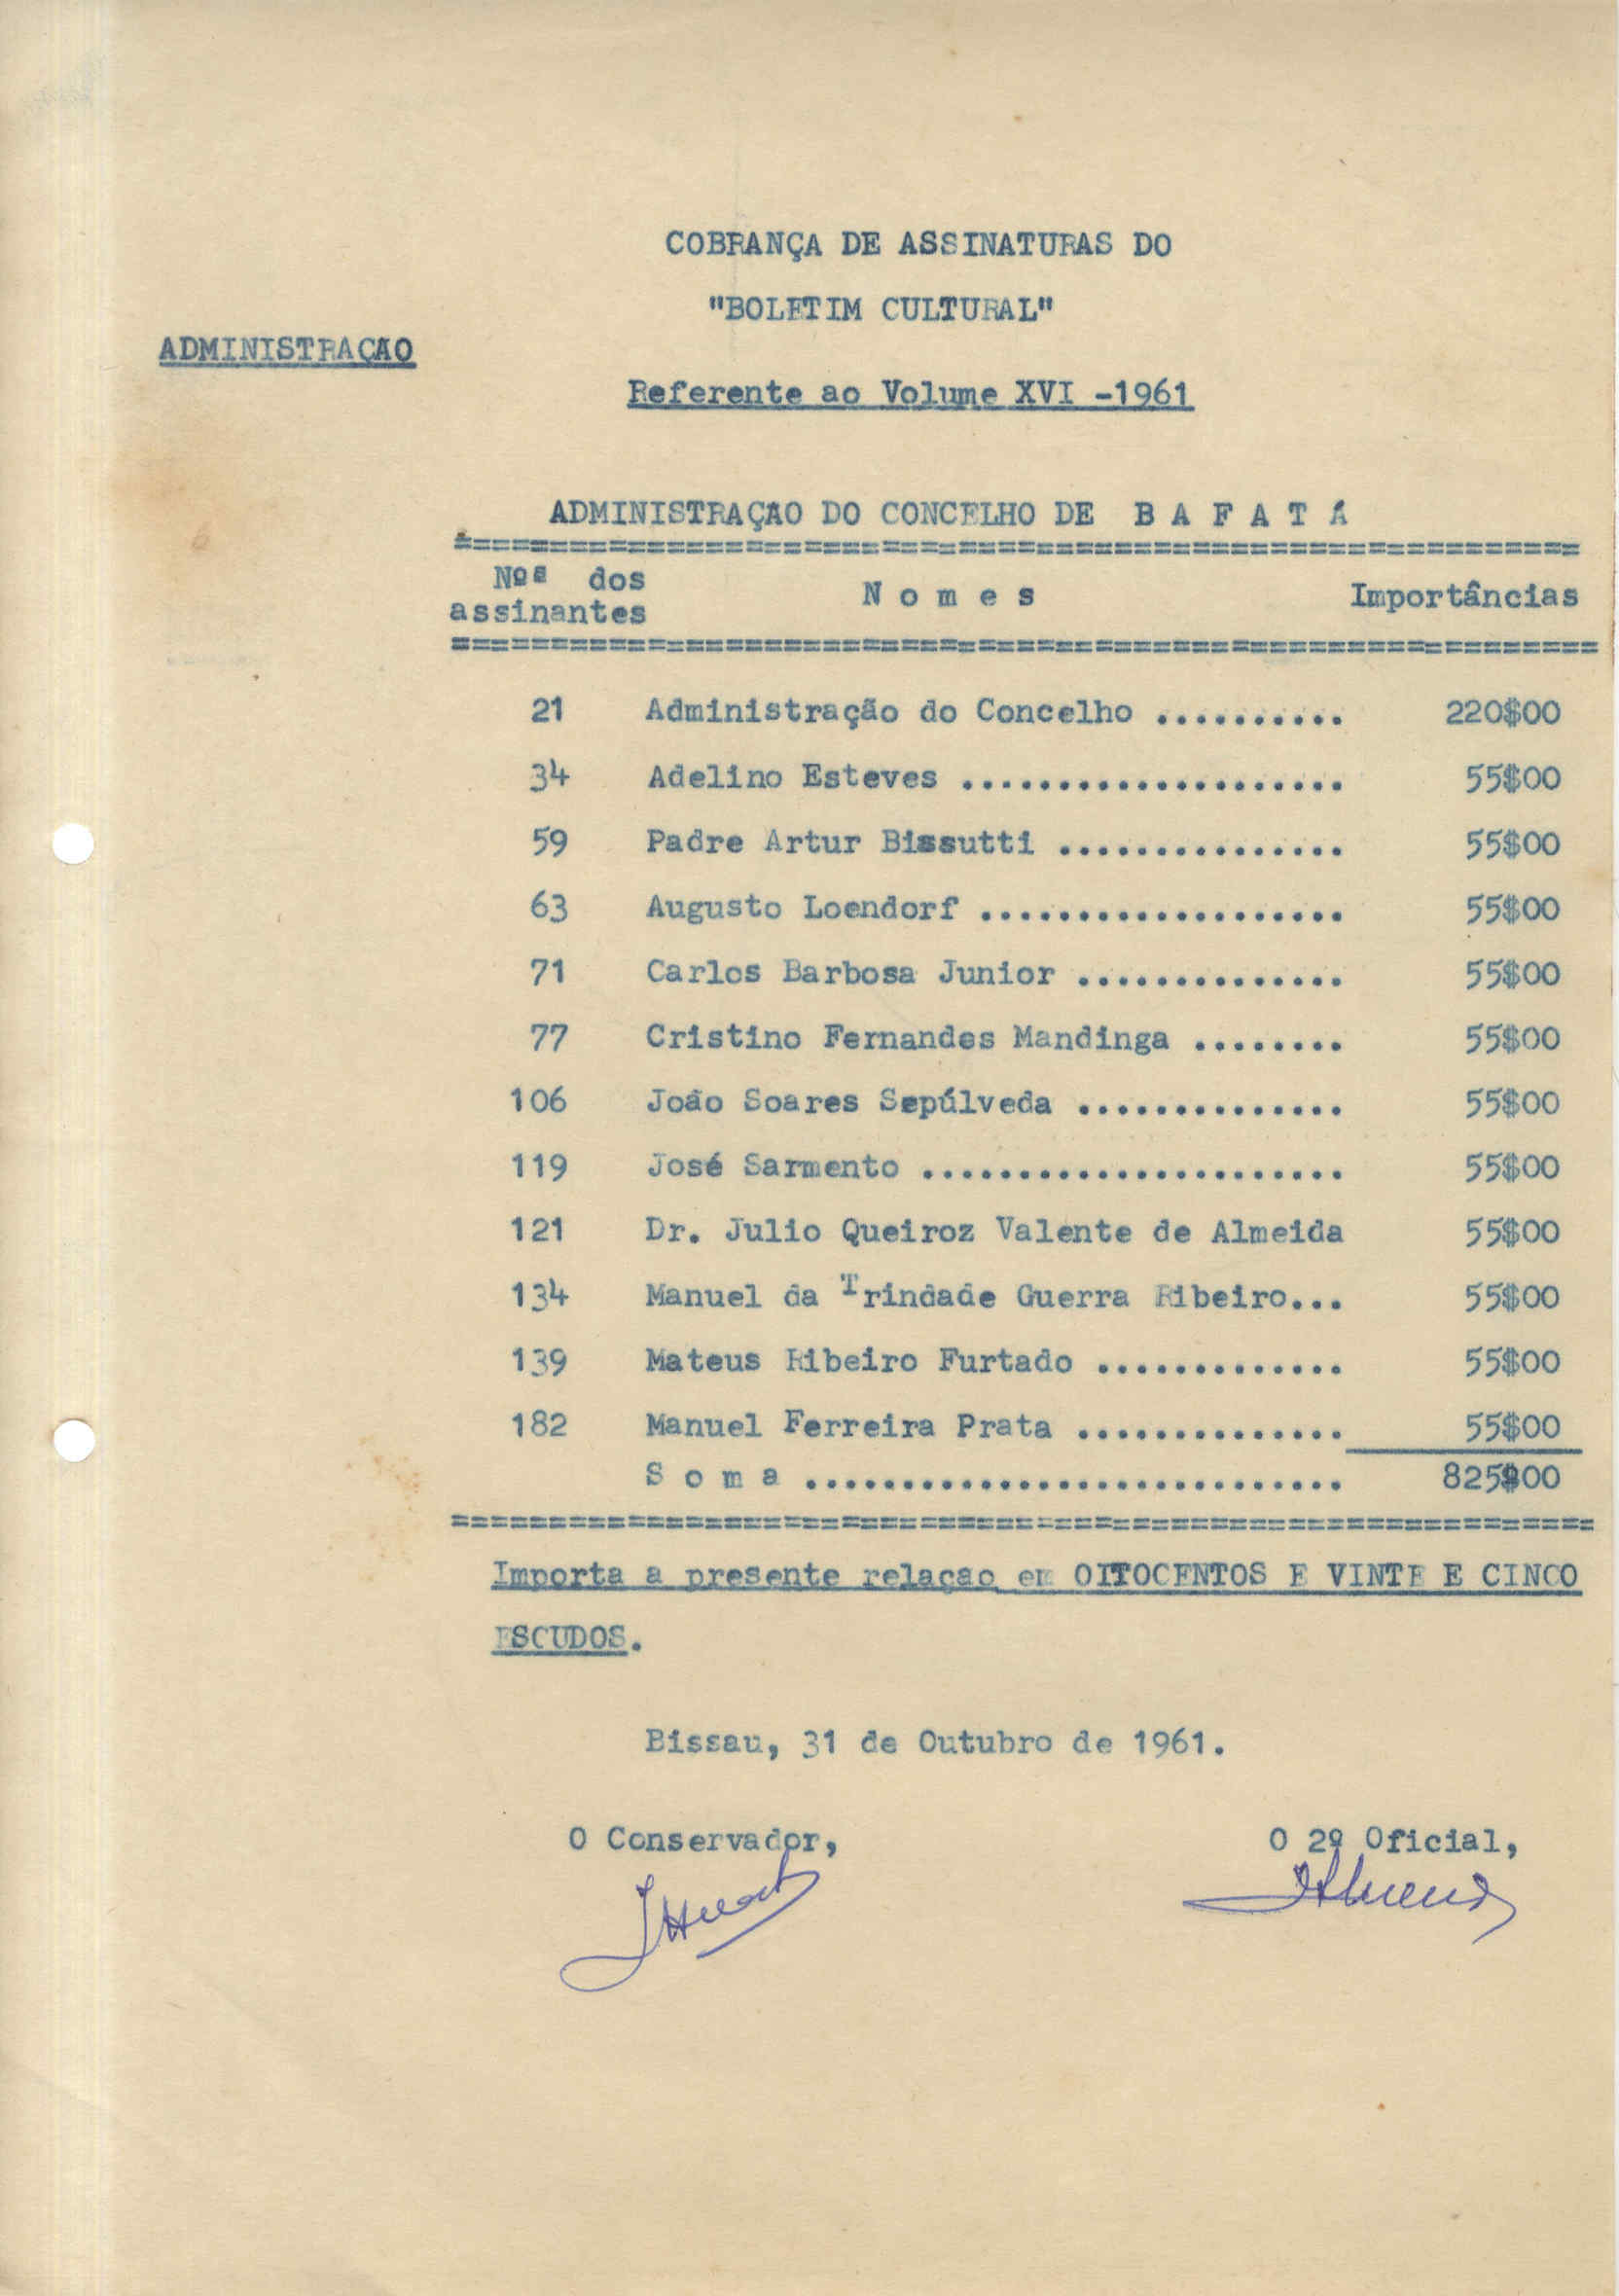 COBRANÇA DE ASSINATURAS DO
"BOLETIM CULTURAL"
ADMINISTRAÇAO
Referente ao Volume XVI -1961
ADMINISTRAÇAO DO CONCELHO DE B A F A T Á
==========================================================
Nºs dos
assinantes
N o m e s
Importâncias
===========================================================
21 Administração do Concelho .......... 220$00
34 Adelino Esteves .................... 55$00
59 Padre Artur Bissutti ............... 55$00
63 Augusto Loendorf ................... 55$00
71 Carlos Barbosa Junior .............. 55$00
77 Cristino Fernandes Mandinga ........ 55$00
106 João Soares Sepúlveda .............. 55$00
119 José Sarmento ...................... 55$00
121 Dr. Julio Queiroz Valente de Almeida 55$00
134 Manuel da Trindade Guerra Ribeiro... 55$00
139 Mateus Ribeiro Furtado ............. 55$00
182 Manuel Ferreira Prata .............. 55$00
S o m a ............................ 825$00
===========================================================
Importa a presente relaçao em OITOCENTOS E VINTE E CINCO
ESCUDOS.
Bissau, 31 de Outubro de 1961.
O Conservador, O 2º Oficial,